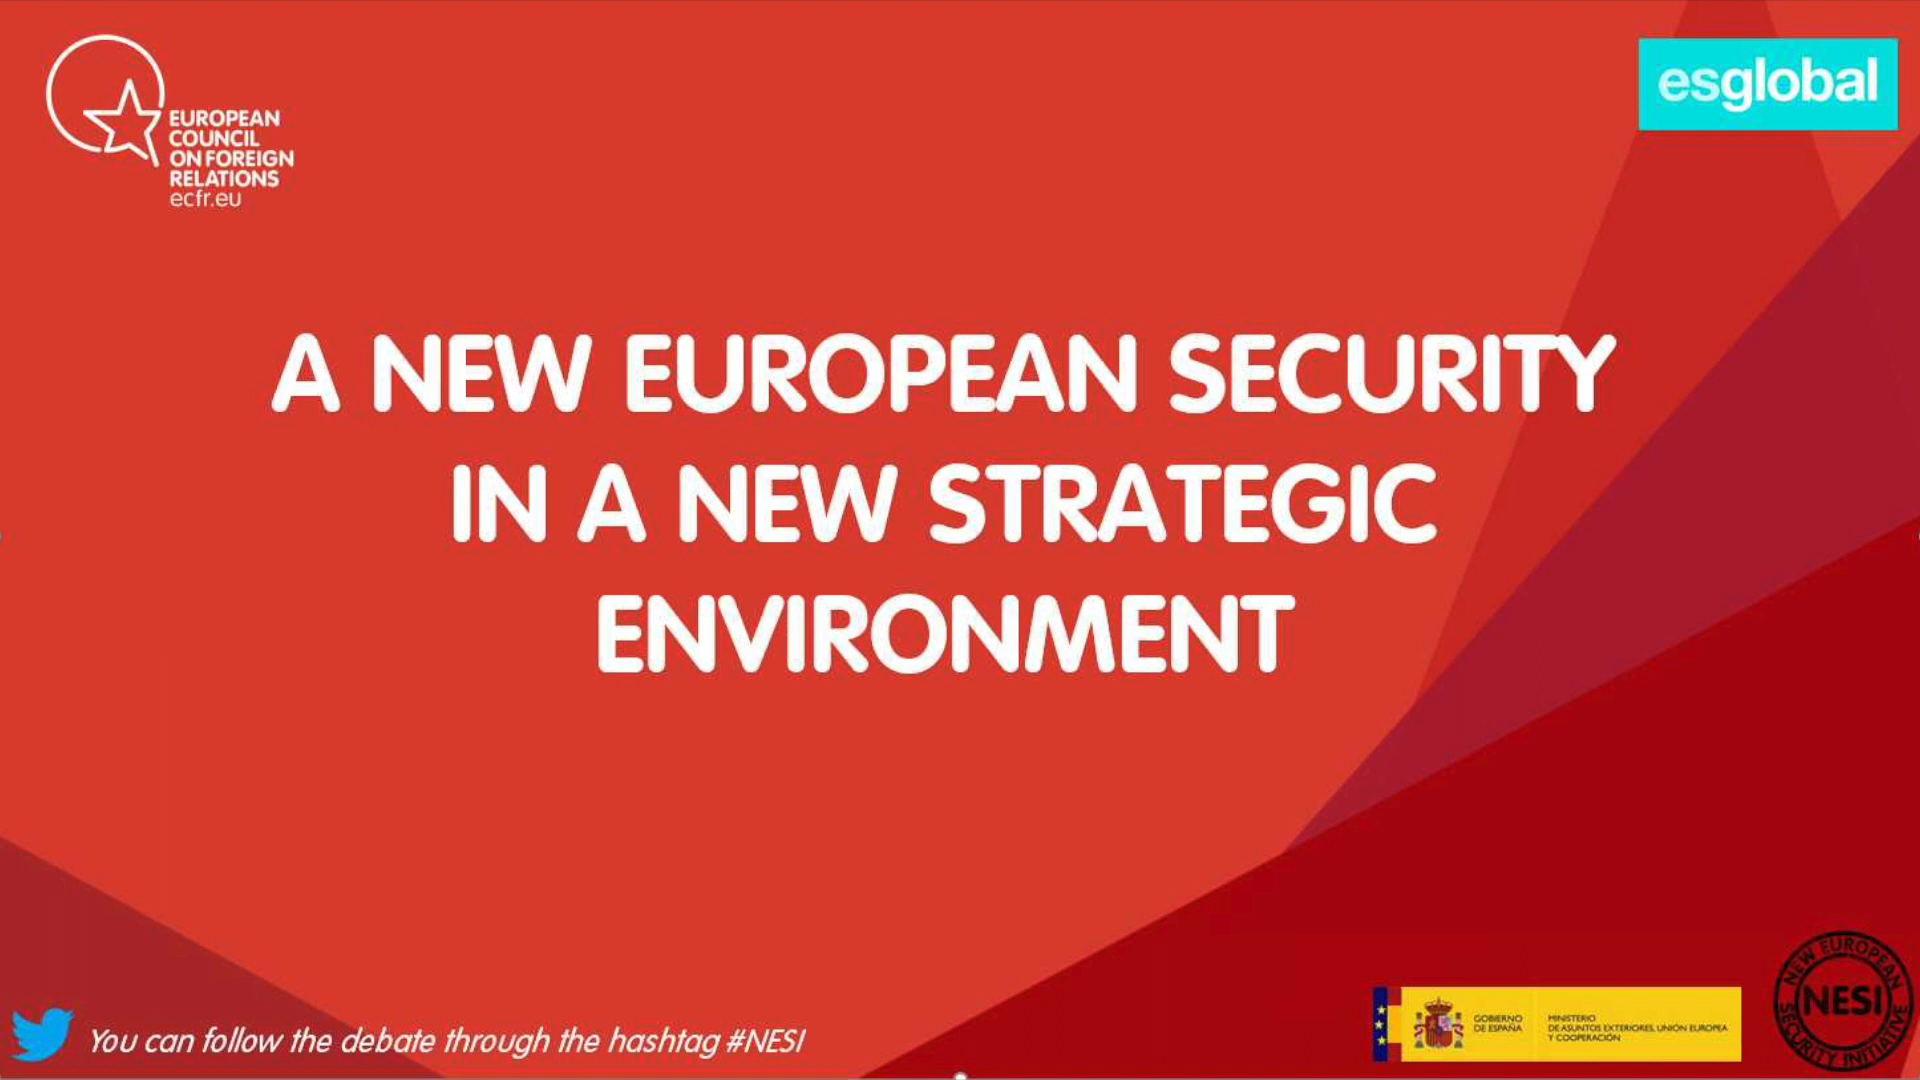 EUROPEAN
COUNCIL
ON FOREIGN
RELATIONS
ecfr.eu
esglobal
A NEW EUROPEAN SECURITY
IN A NEW STRATEGIC
ENVIRONMENT
You can follow the debate through the hashtag #NESI
GOBIERNO
DE ESPAÑA
MINISTERIO
DE ASUNTOS EXTERIORES, UNIÓN EUROPEA
Y COOPERACIÓN
NEW EUROPEAN
NESI
SECURITY INITIATIVE